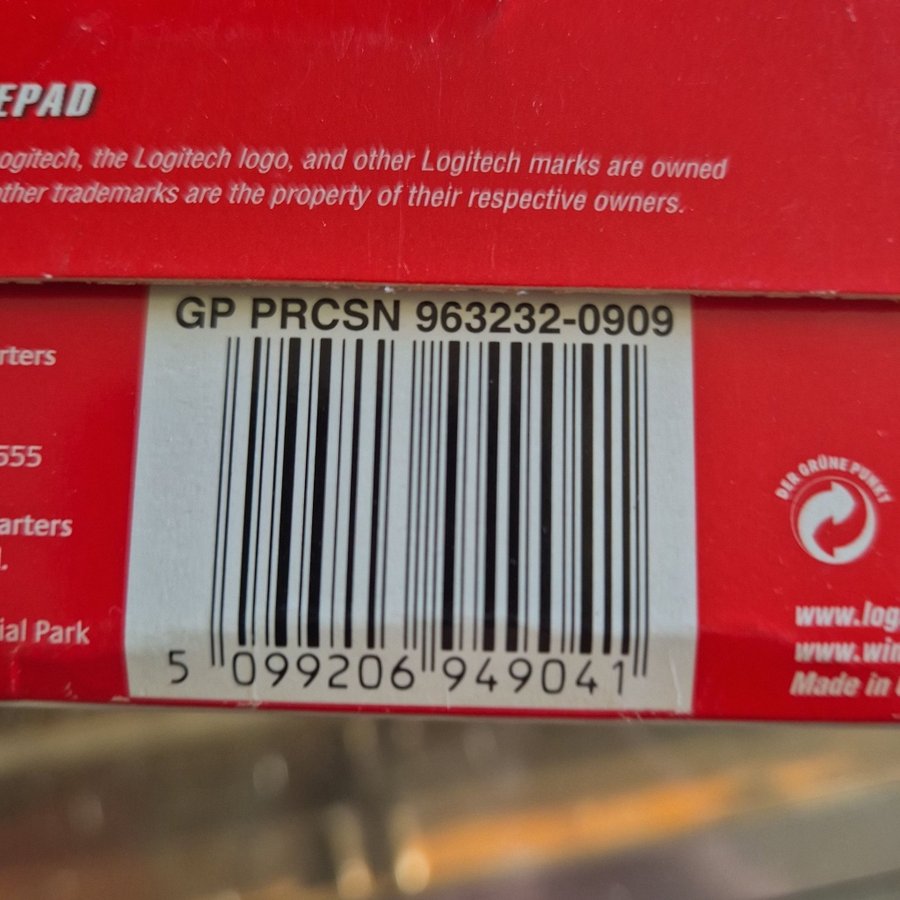 EPAD
ogitech, the Logitech logo, and other Logitech marks are owned
other trademarks are the property of their respective owners.
GP PRCSN 963232-0909
rters
555
arters
ial Park
DER GRÜNE PUNKT
www.log
www.win
Made in
5 099206 949041